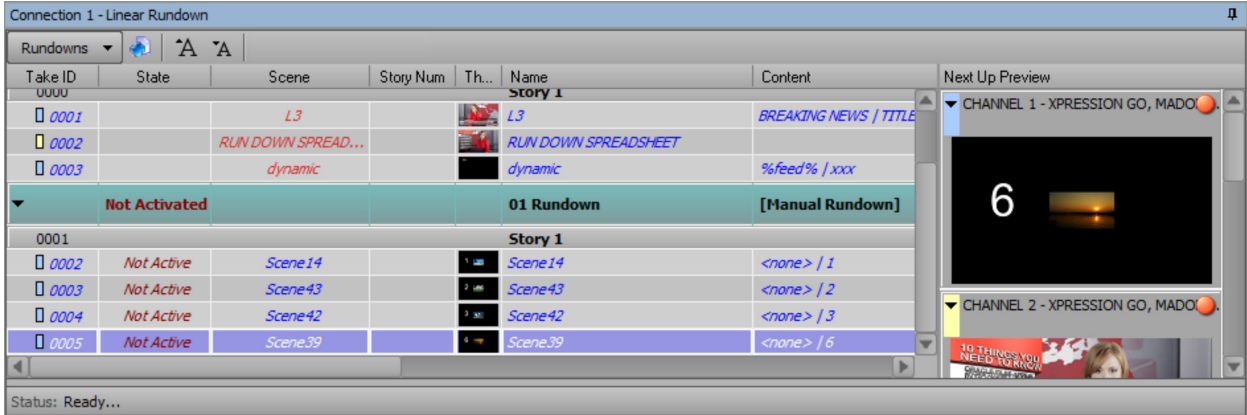 Connection 1 - Linear Rundown
Rundowns A A
Take ID State Scene Story Num Th... Name Content Next Up Preview
0000 Story 1
0001 L3 L3 BREAKING NEWS | TITLE
0002 RUN DOWN SPREAD... RUN DOWN SPREADSHEET
0003 dynamic dynamic %feed% | xxx
Not Activated 01 Rundown [Manual Rundown]
0001 Story 1
0002 Not Active Scene14 1 Scene14 <none> | 1
0003 Not Active Scene43 2 Scene43 <none> | 2
0004 Not Active Scene42 3 Scene42 <none> | 3
0005 Not Active Scene39 6 Scene39 <none> | 6
CHANNEL 1 - XPRESSION GO, MADO
6
CHANNEL 2 - XPRESSION GO, MADO
10 THINGS YOU
NEED TO KNOW
Status: Ready...